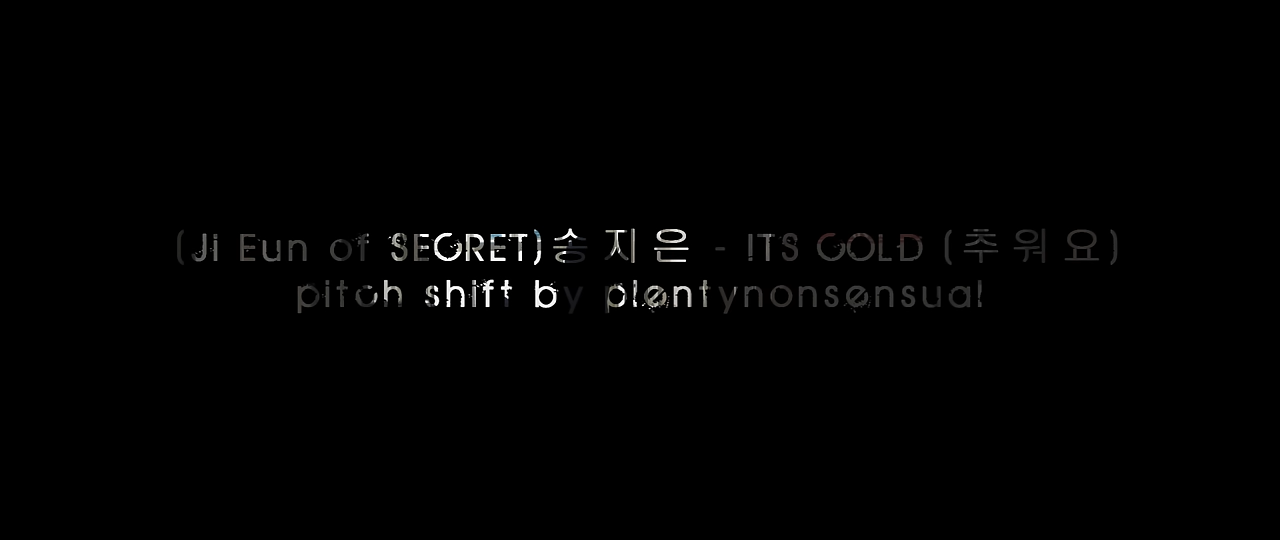 (Ji Eun of SECRET)송 지 은 - ITS COLD (추 워 요)
pitch shift by plentynonsensual